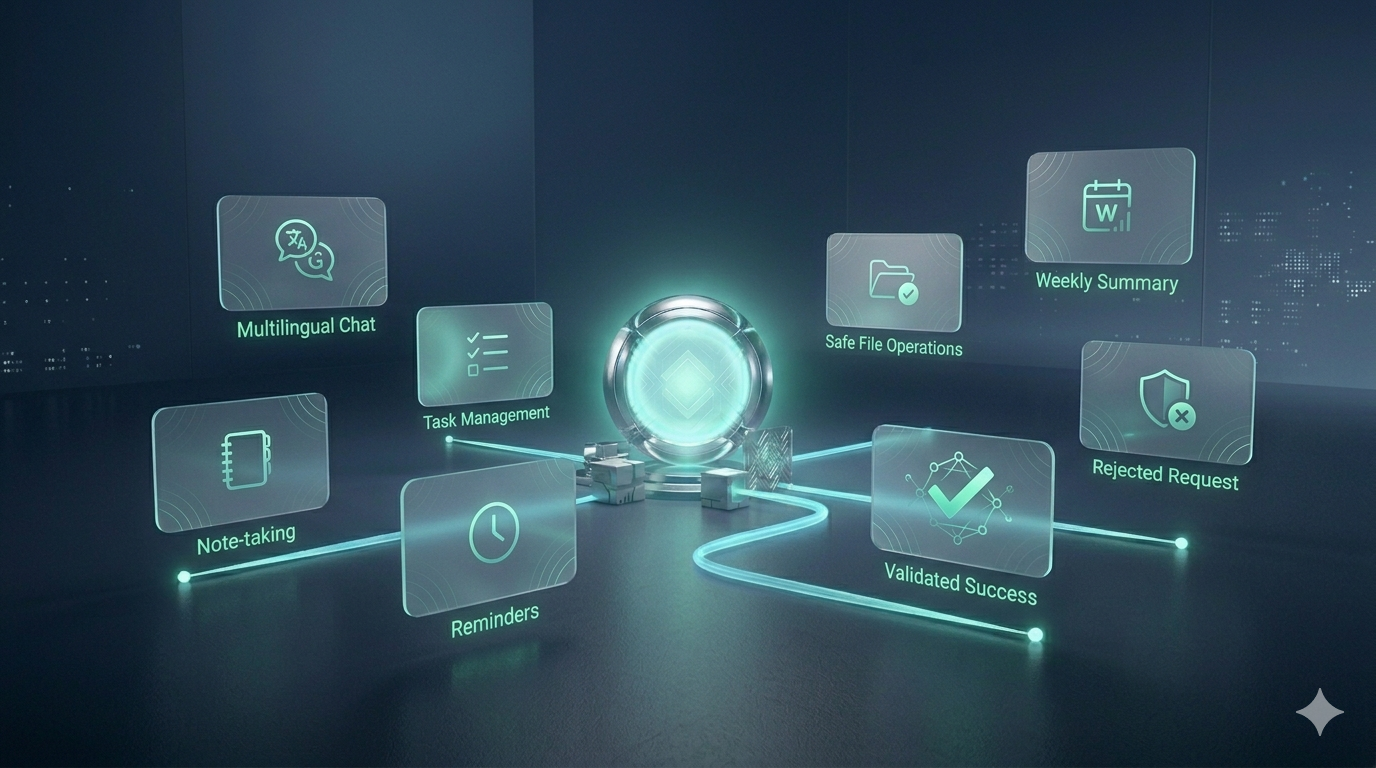 Multilingual Chat
Task Management
Note-taking
Reminders
Safe File Operations
W
Weekly Summary
Rejected Request
Validated Success